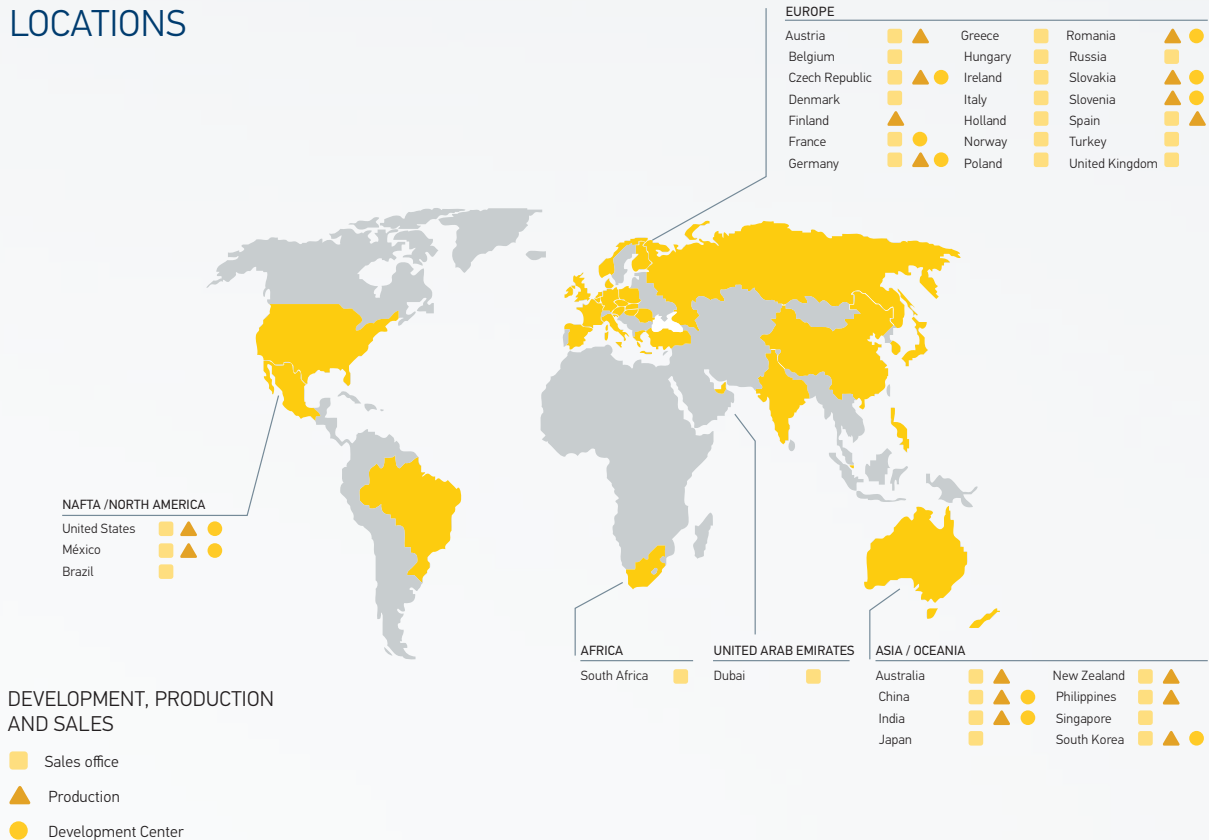 LOCATIONS
EUROPE
Austria
Belgium
Czech Republic
Denmark
Finland
France
Germany
Greece
Hungary
Ireland
Italy
Holland
Norway
Poland
Romania
Russia
Slovakia
Slovenia
Spain
Turkey
United Kingdom
NAFTA /NORTH AMERICA
United States
México
Brazil
AFRICA
South Africa
UNITED ARAB EMIRATES
Dubai
ASIA / OCEANIA
Australia
China
India
Japan
New Zealand
Philippines
Singapore
South Korea
DEVELOPMENT, PRODUCTION
AND SALES
Sales office
Production
Development Center